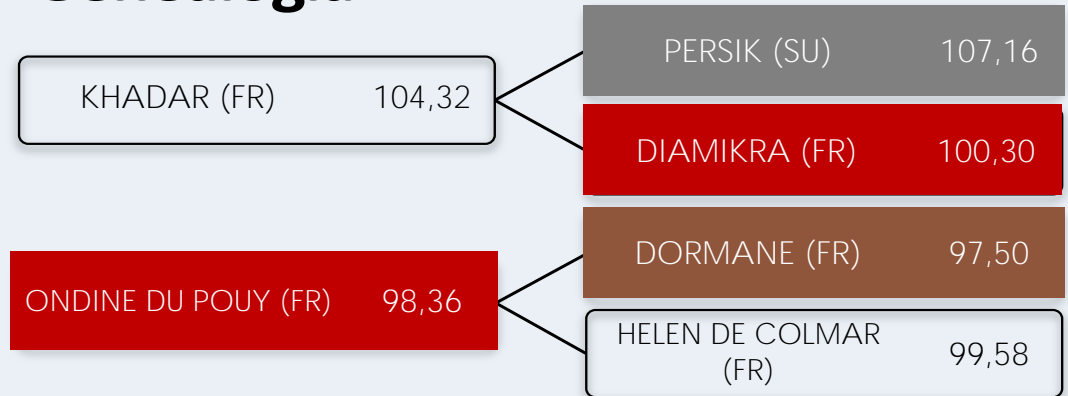 KHADAR (FR) 104,32
PERSIK (SU) 107,16
DIAMIKRA (FR) 100,30
ONDINE DU POUY (FR) 98,36
DORMANE (FR) 97,50
HELEN DE COLMAR
(FR) 99,58